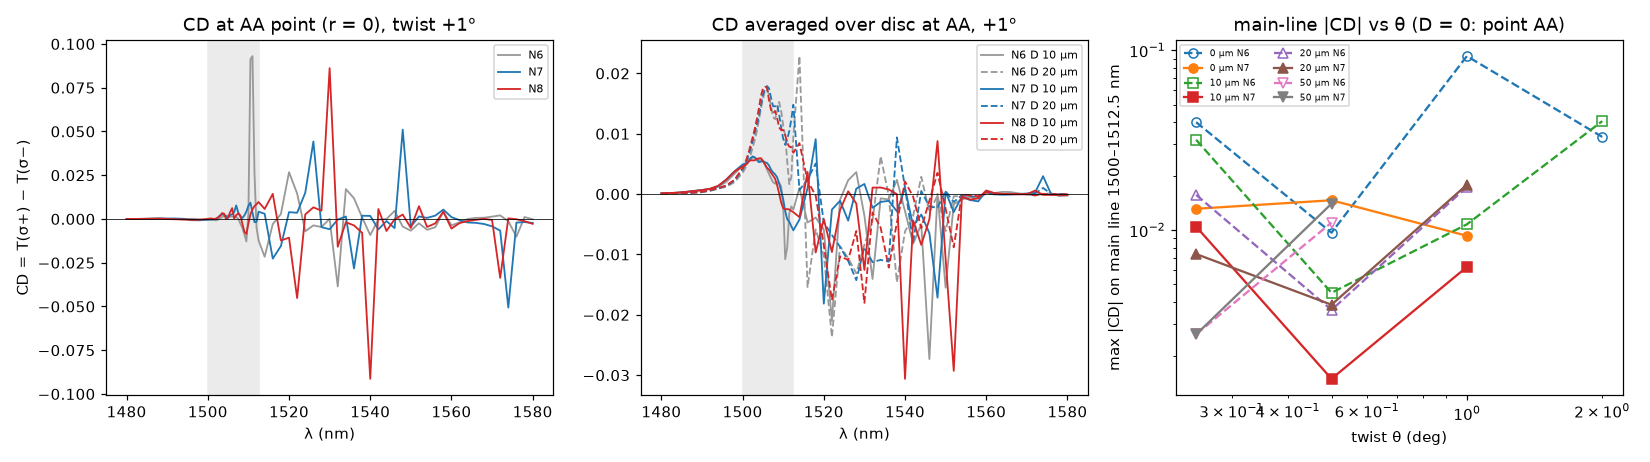 CD at AA point (r = 0), twist +1°
CD = T(σ+) − T(σ−)
0.100
0.075
0.050
0.025
0.000
−0.025
−0.050
−0.075
−0.100
N6
N7
N8
1480 1500 1520 1540 1560 1580
λ (nm)
CD averaged over disc at AA, +1°
0.02
0.01
0.00
−0.01
−0.02
−0.03
N6 D 10 μm
N6 D 20 μm
N7 D 10 μm
N7 D 20 μm
N8 D 10 μm
N8 D 20 μm
1480 1500 1520 1540 1560 1580
λ (nm)
main-line |CD| vs θ (D = 0: point AA)
max |CD| on main line 1500–1512.5 nm
10⁻¹
10⁻²
0 μm N6
0 μm N7
10 μm N6
10 μm N7
20 μm N6
20 μm N7
50 μm N6
50 μm N7
3 × 10⁻¹ 4 × 10⁻¹ 6 × 10⁻¹ 10⁰ 2 × 10⁰
twist θ (deg)